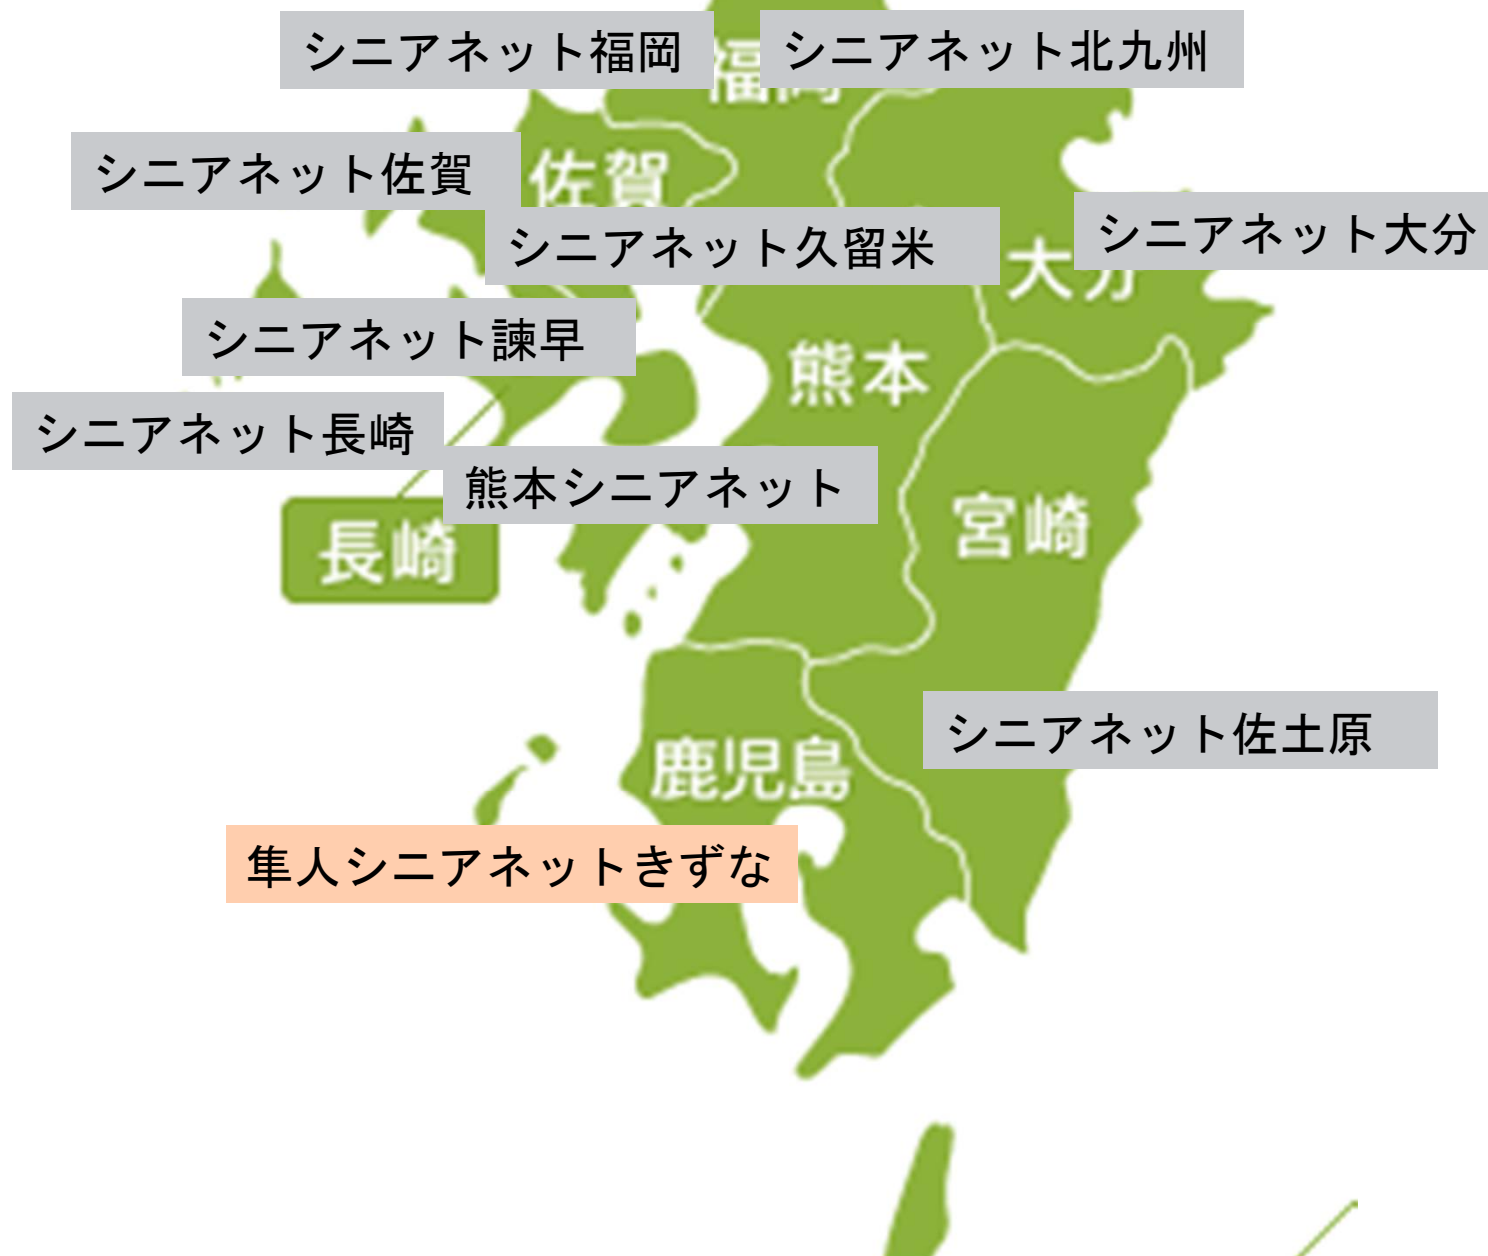 シニアネット福岡
シニアネット北九州
福岡
シニアネット佐賀
佐賀
シニアネット大分
シニアネット久留米
大分
シニアネット諫早
熊本
シニアネット長崎
熊本シニアネット
長崎
宮崎
シニアネット佐土原
鹿児島
隼人シニアネットきずな